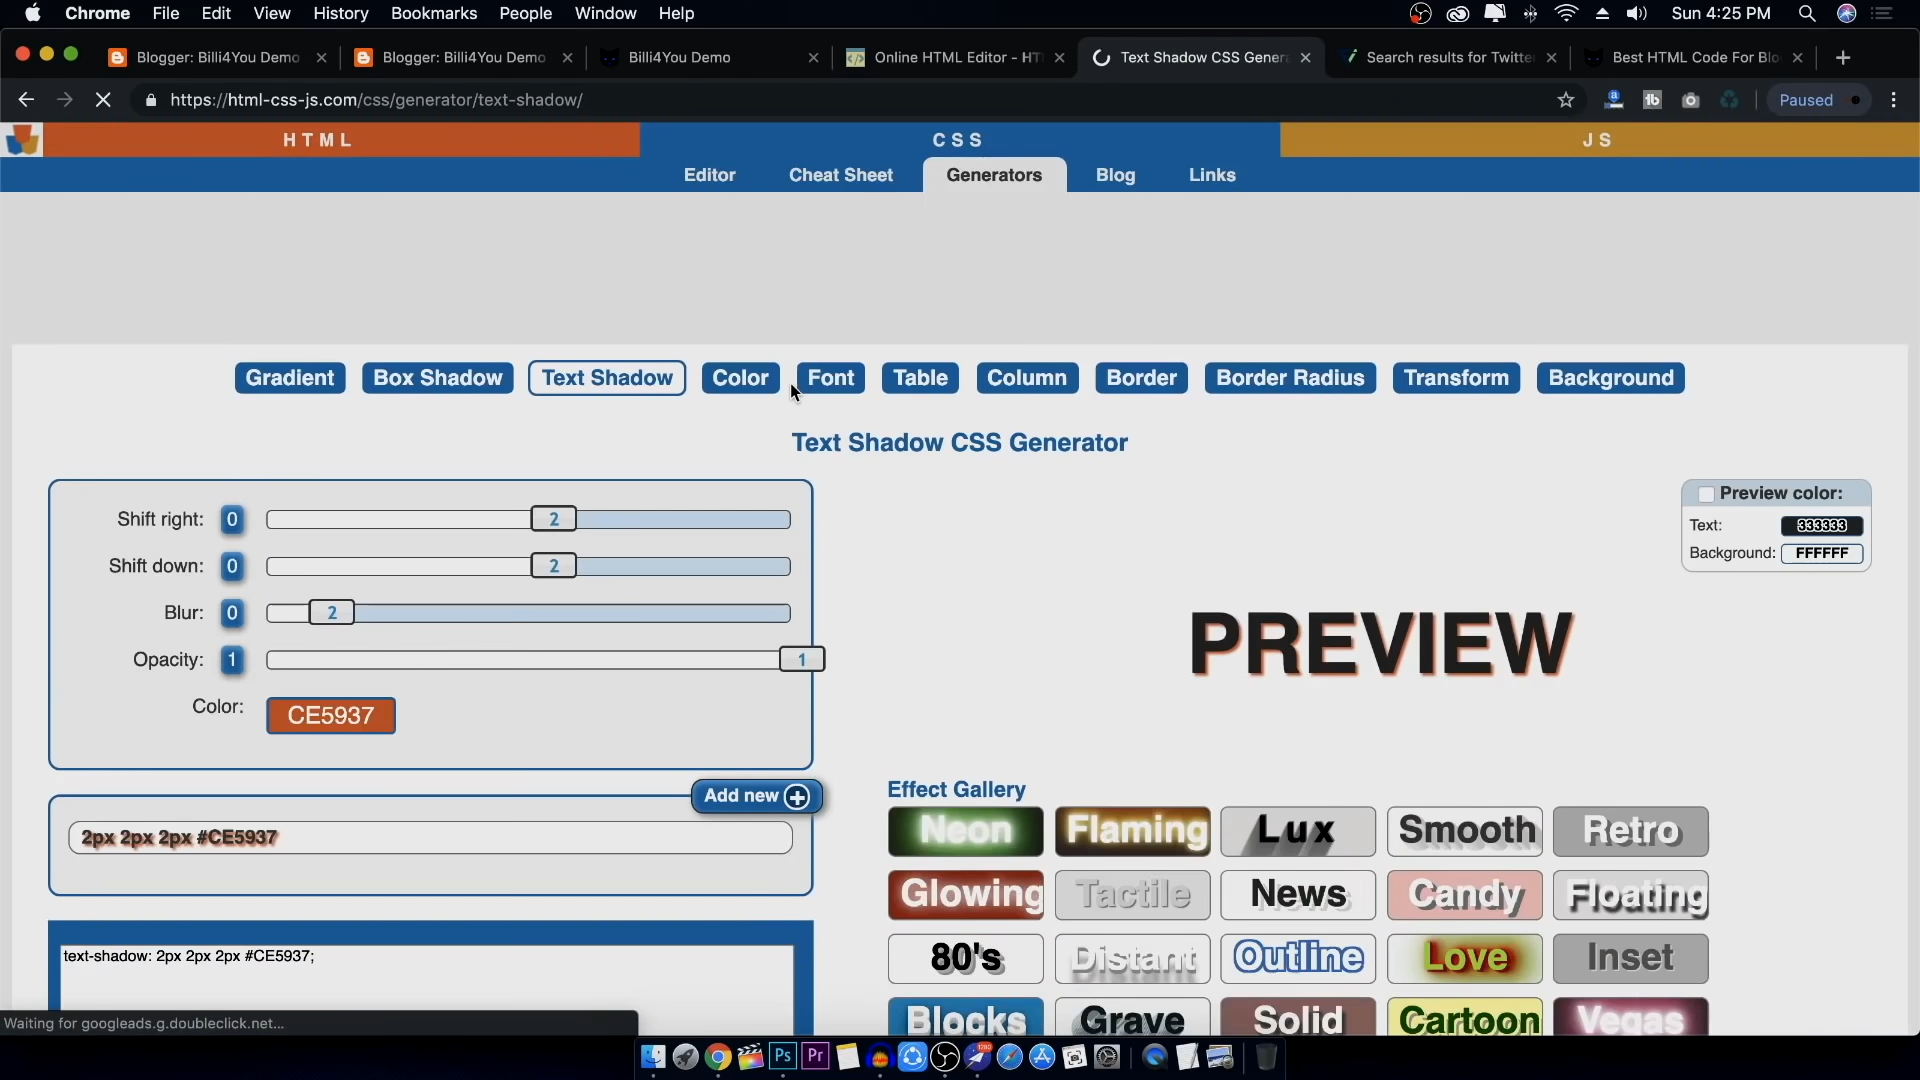 Chrome File Edit View History Bookmarks People Window Help Sun 4:25 PM
Blogger: Billi4You Demo Blogger: Billi4You Demo Billi4You Demo Online HTML Editor - HT Text Shadow CSS Genera Search results for Twitte Best HTML Code For Blo
https://html-css-js.com/css/generator/text-shadow/ Paused
HTML CSS JS
Editor Cheat Sheet Generators Blog Links
Gradient Box Shadow Text Shadow Color Font Table Column Border Border Radius Transform Background
Text Shadow CSS Generator
Shift right: 0 2
Shift down: 0 2
Blur: 0 2
Opacity: 1 1
Color: CE5937
Preview color:
Text: 333333
Background: FFFFFF
PREVIEW
Add new
2px 2px 2px #CE5937
text-shadow: 2px 2px 2px #CE5937;
Effect Gallery
Neon Flaming Lux Smooth Retro
Glowing Tactile News Candy Floating
80's Distant Outline Love Inset
Blocks Grave Solid Cartoon Vegas
Waiting for googleads.g.doubleclick.net...
Ps Pr